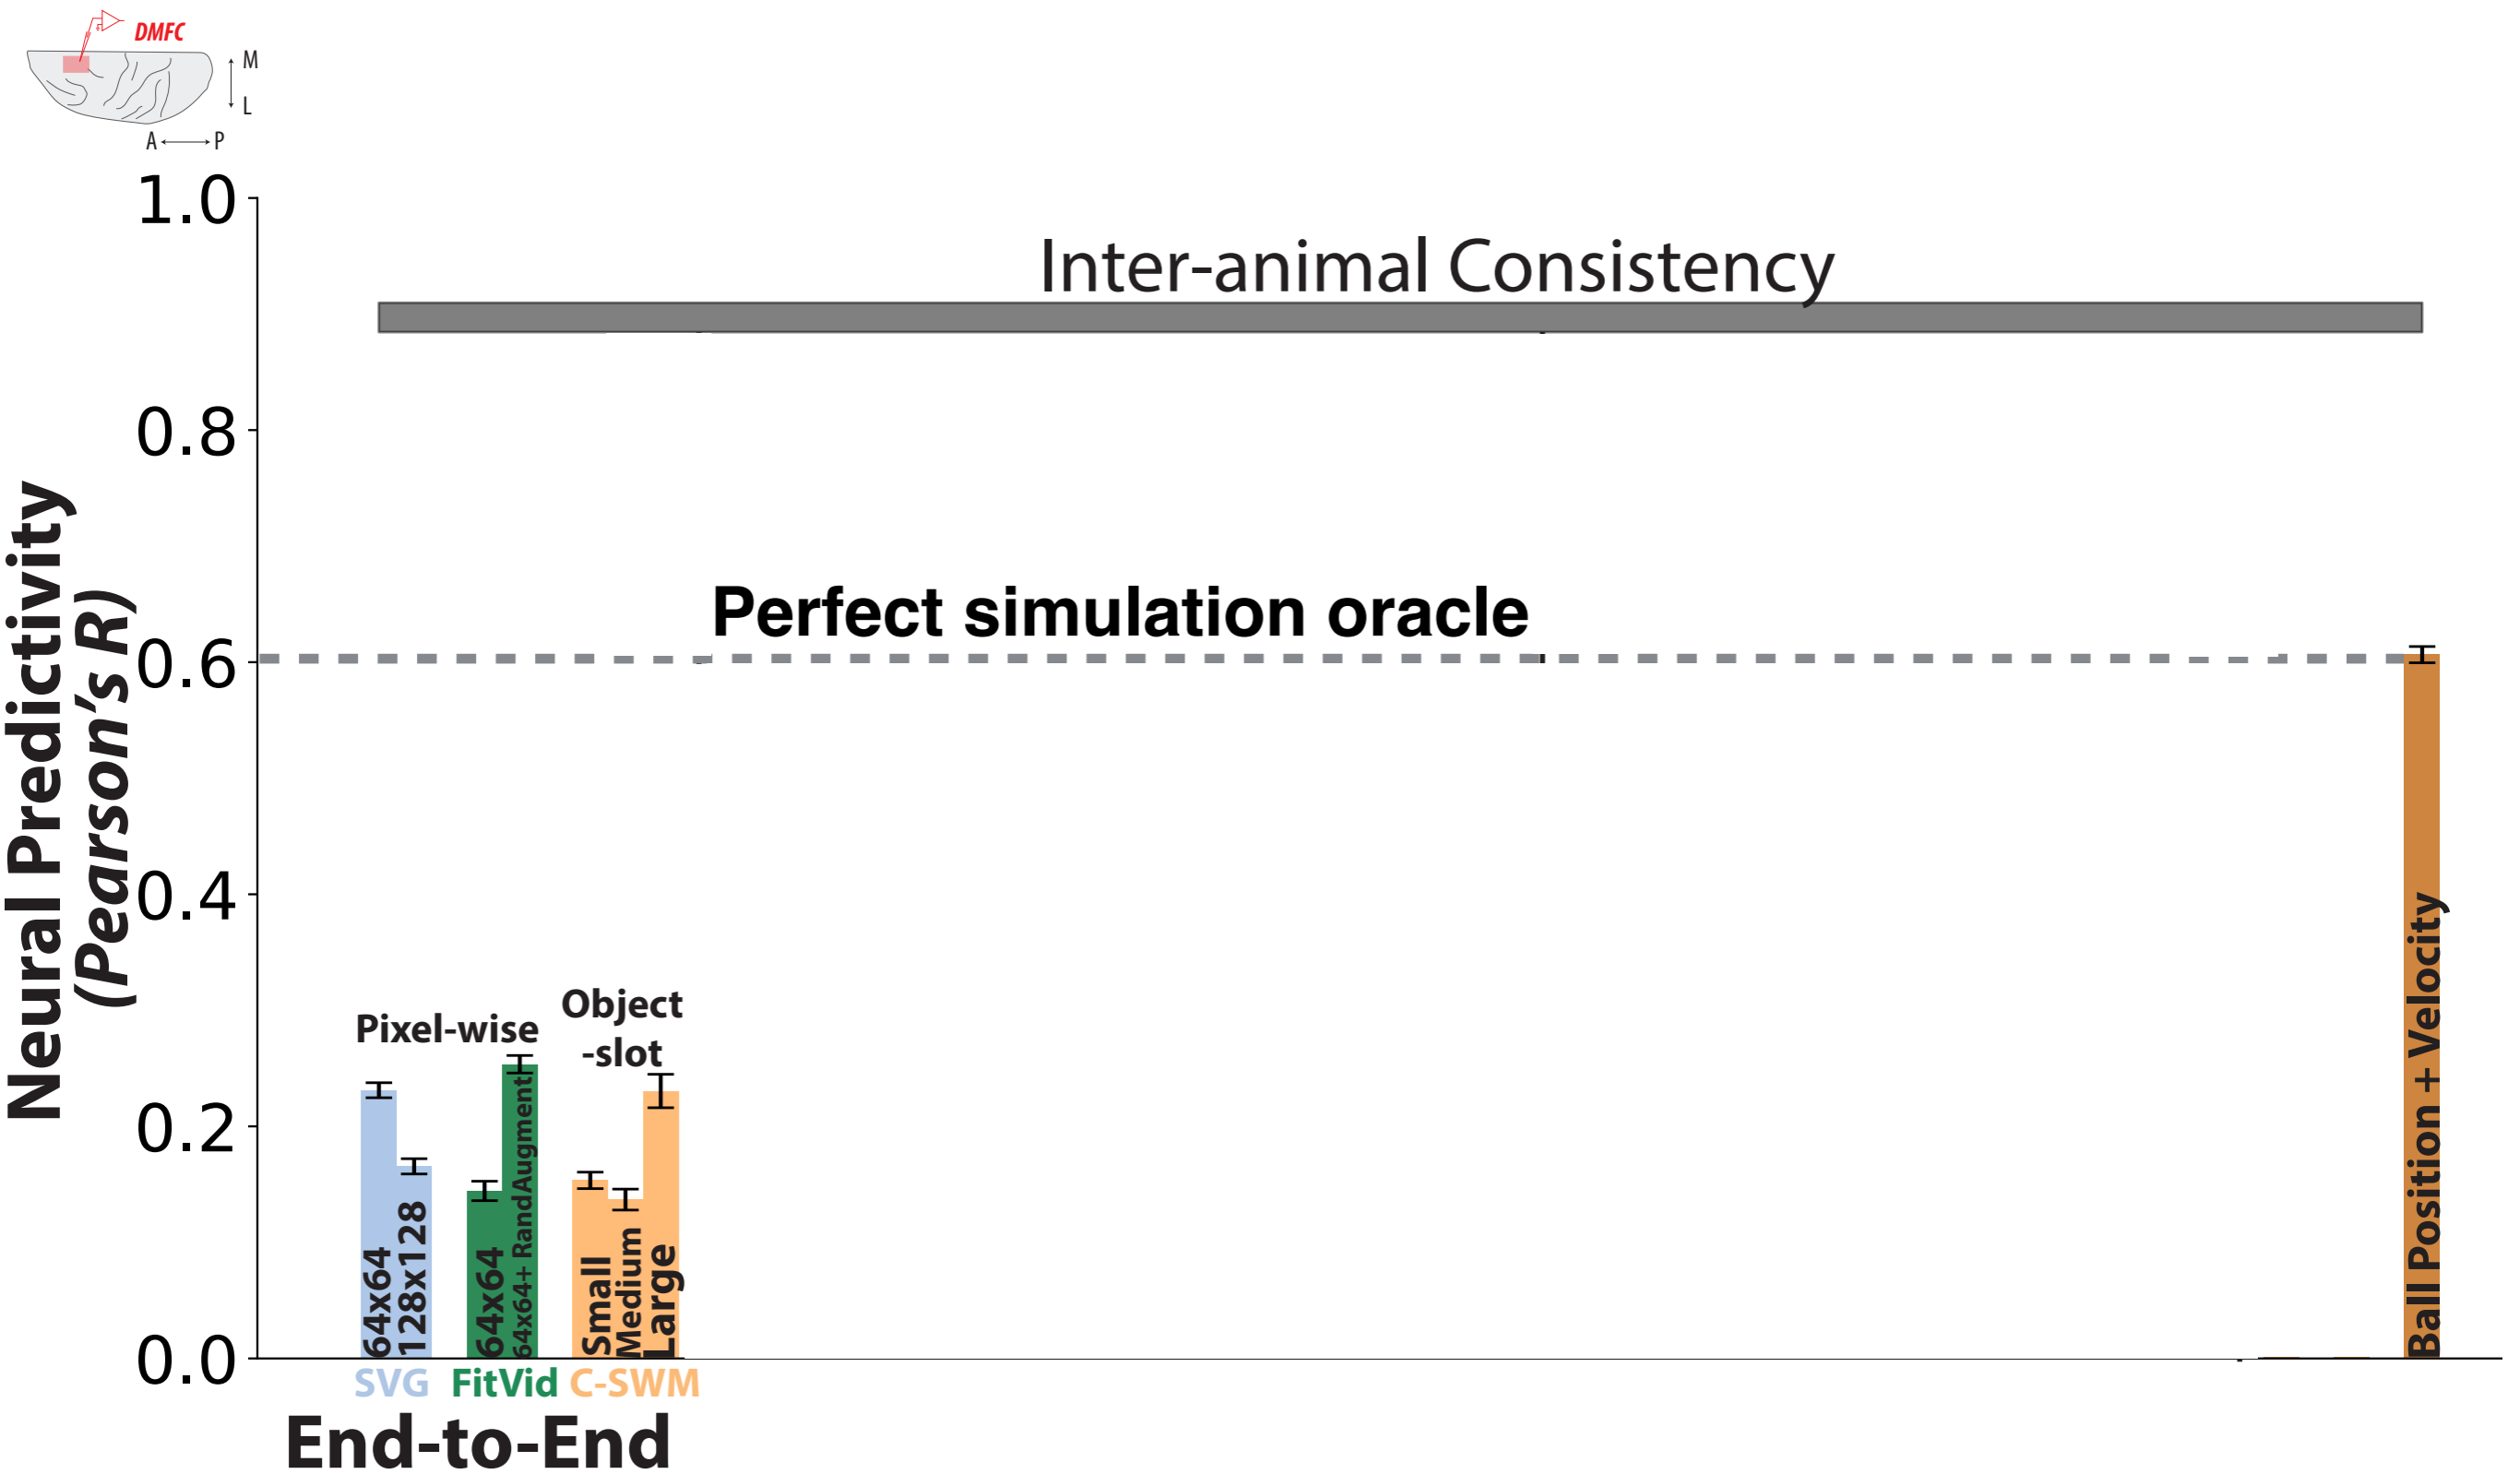 DMFC
M
L
A
P
1.0
0.8
0.6
0.4
0.2
0.0
Neural Predictivity
(Pearson's R)
Inter-animal Consistency
Perfect simulation oracle
Pixel-wise
Object
-slot
64x64
128x128
64x64
64x64+ RandAugment
Small
Medium
Large
Ball Position + Velocity
SVG
FitVid
C-SWM
End-to-End